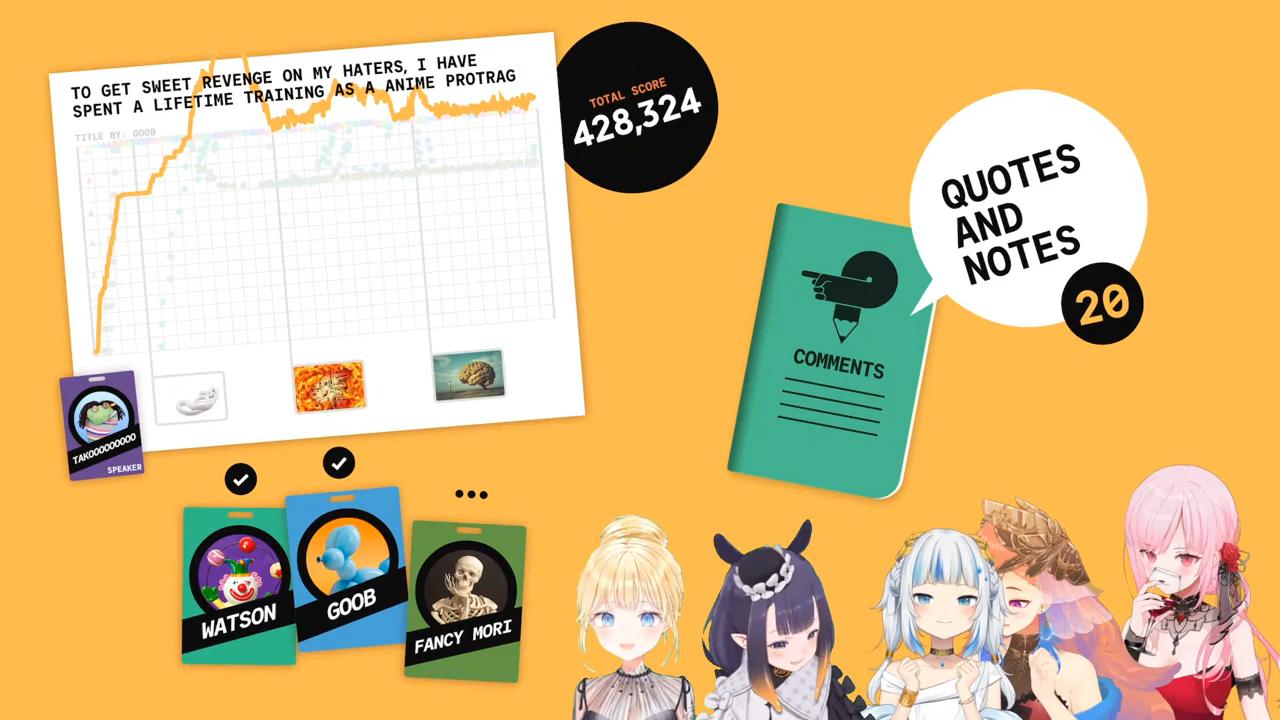 TO GET SWEET REVENGE ON MY HATERS, I HAVE
SPENT A LIFETIME TRAINING AS A ANIME PROTRAG
TITLE BY: GOOB
TOTAL SCORE
428,324
QUOTES
AND
NOTES
20
COMMENTS
TAKOOOOOOOOO
SPEAKER
WATSON
GOOB
FANCY MORI